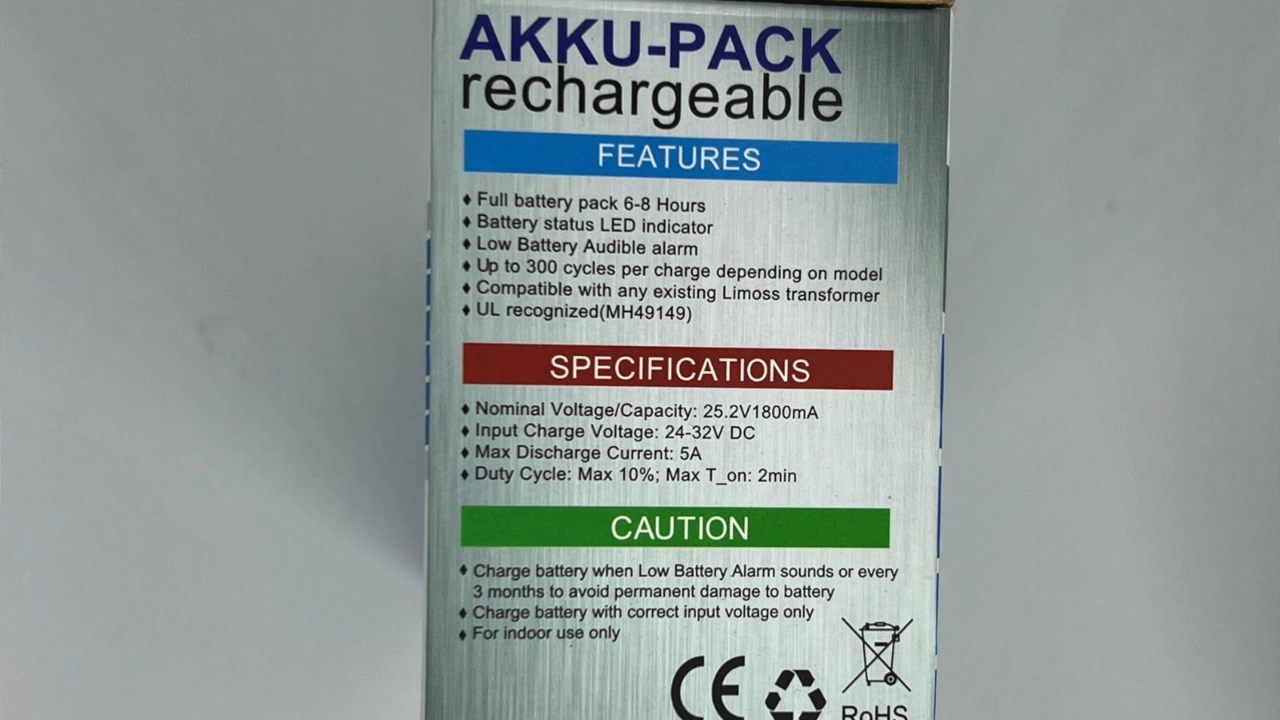 AKKU-PACK
rechargeable
FEATURES
♦ Full battery pack 6-8 Hours
♦ Battery status LED indicator
♦ Low Battery Audible alarm
♦ Up to 300 cycles per charge depending on model
♦ Compatible with any existing Limoss transformer
♦ UL recognized(MH49149)
SPECIFICATIONS
♦ Nominal Voltage/Capacity: 25.2V1800mA
♦ Input Charge Voltage: 24-32V DC
♦ Max Discharge Current: 5A
♦ Duty Cycle: Max 10%; Max T_on: 2min
CAUTION
♦ Charge battery when Low Battery Alarm sounds or every
3 months to avoid permanent damage to battery
♦ Charge battery with correct input voltage only
♦ For indoor use only
CE
RoHS